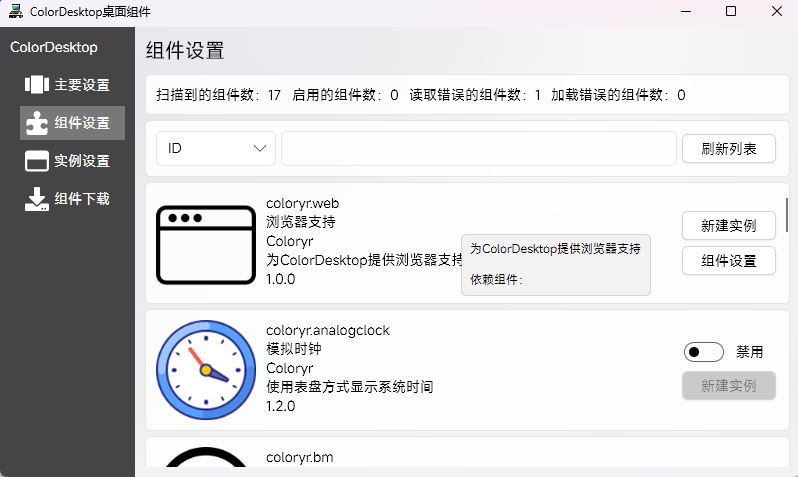 ColorDesktop桌面组件
ColorDesktop
主要设置
组件设置
实例设置
组件下载
组件设置
扫描到的组件数：17 启用的组件数：0 读取错误的组件数：1 加载错误的组件数：0
ID
刷新列表
coloryr.web
浏览器支持
Coloryr
为ColorDesktop提供浏览器支持
1.0.0
新建实例
组件设置
为ColorDesktop提供浏览器支持
依赖组件：
coloryr.analogclock
模拟时钟
Coloryr
使用表盘方式显示系统时间
1.2.0
禁用
新建实例
coloryr.bm